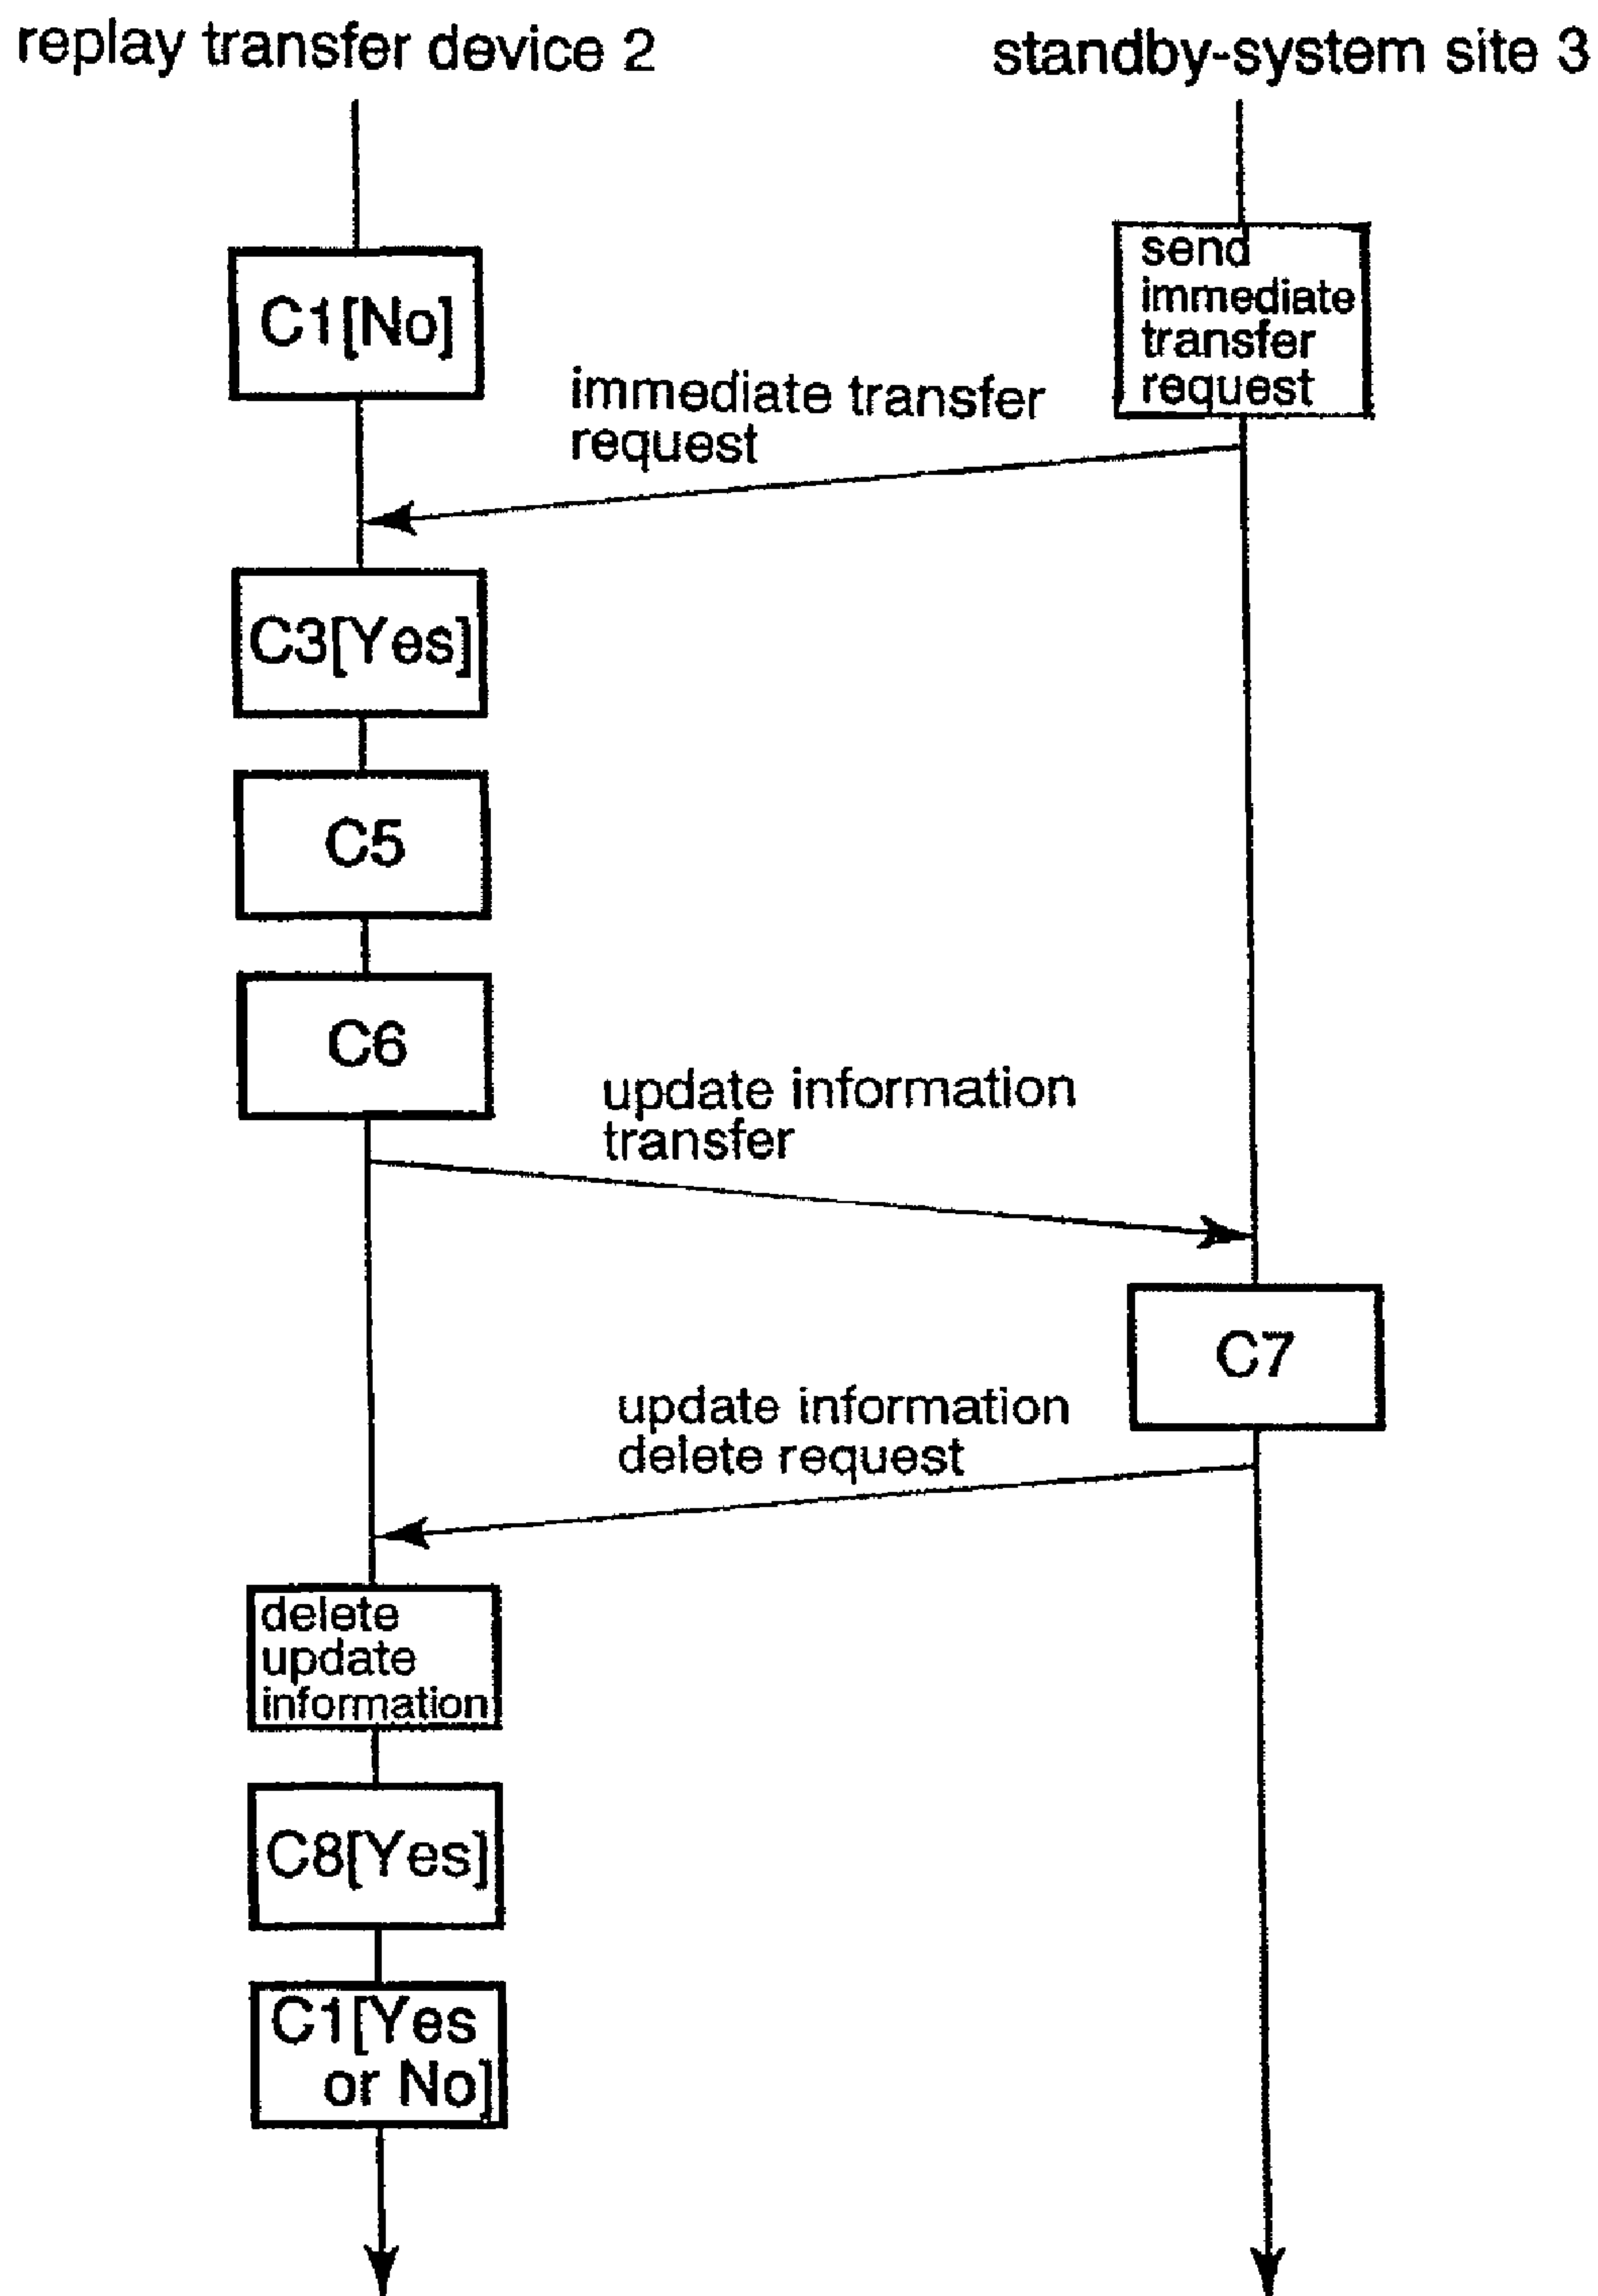 replay transfer device 2
standby-system site 3
C1[No]
send
immediate
transfer
request
immediate transfer
request
C3[Yes]
C5
C6
update information
transfer
C7
update information
delete request
delete
update
information
C8[Yes]
C1[Yes
or No]